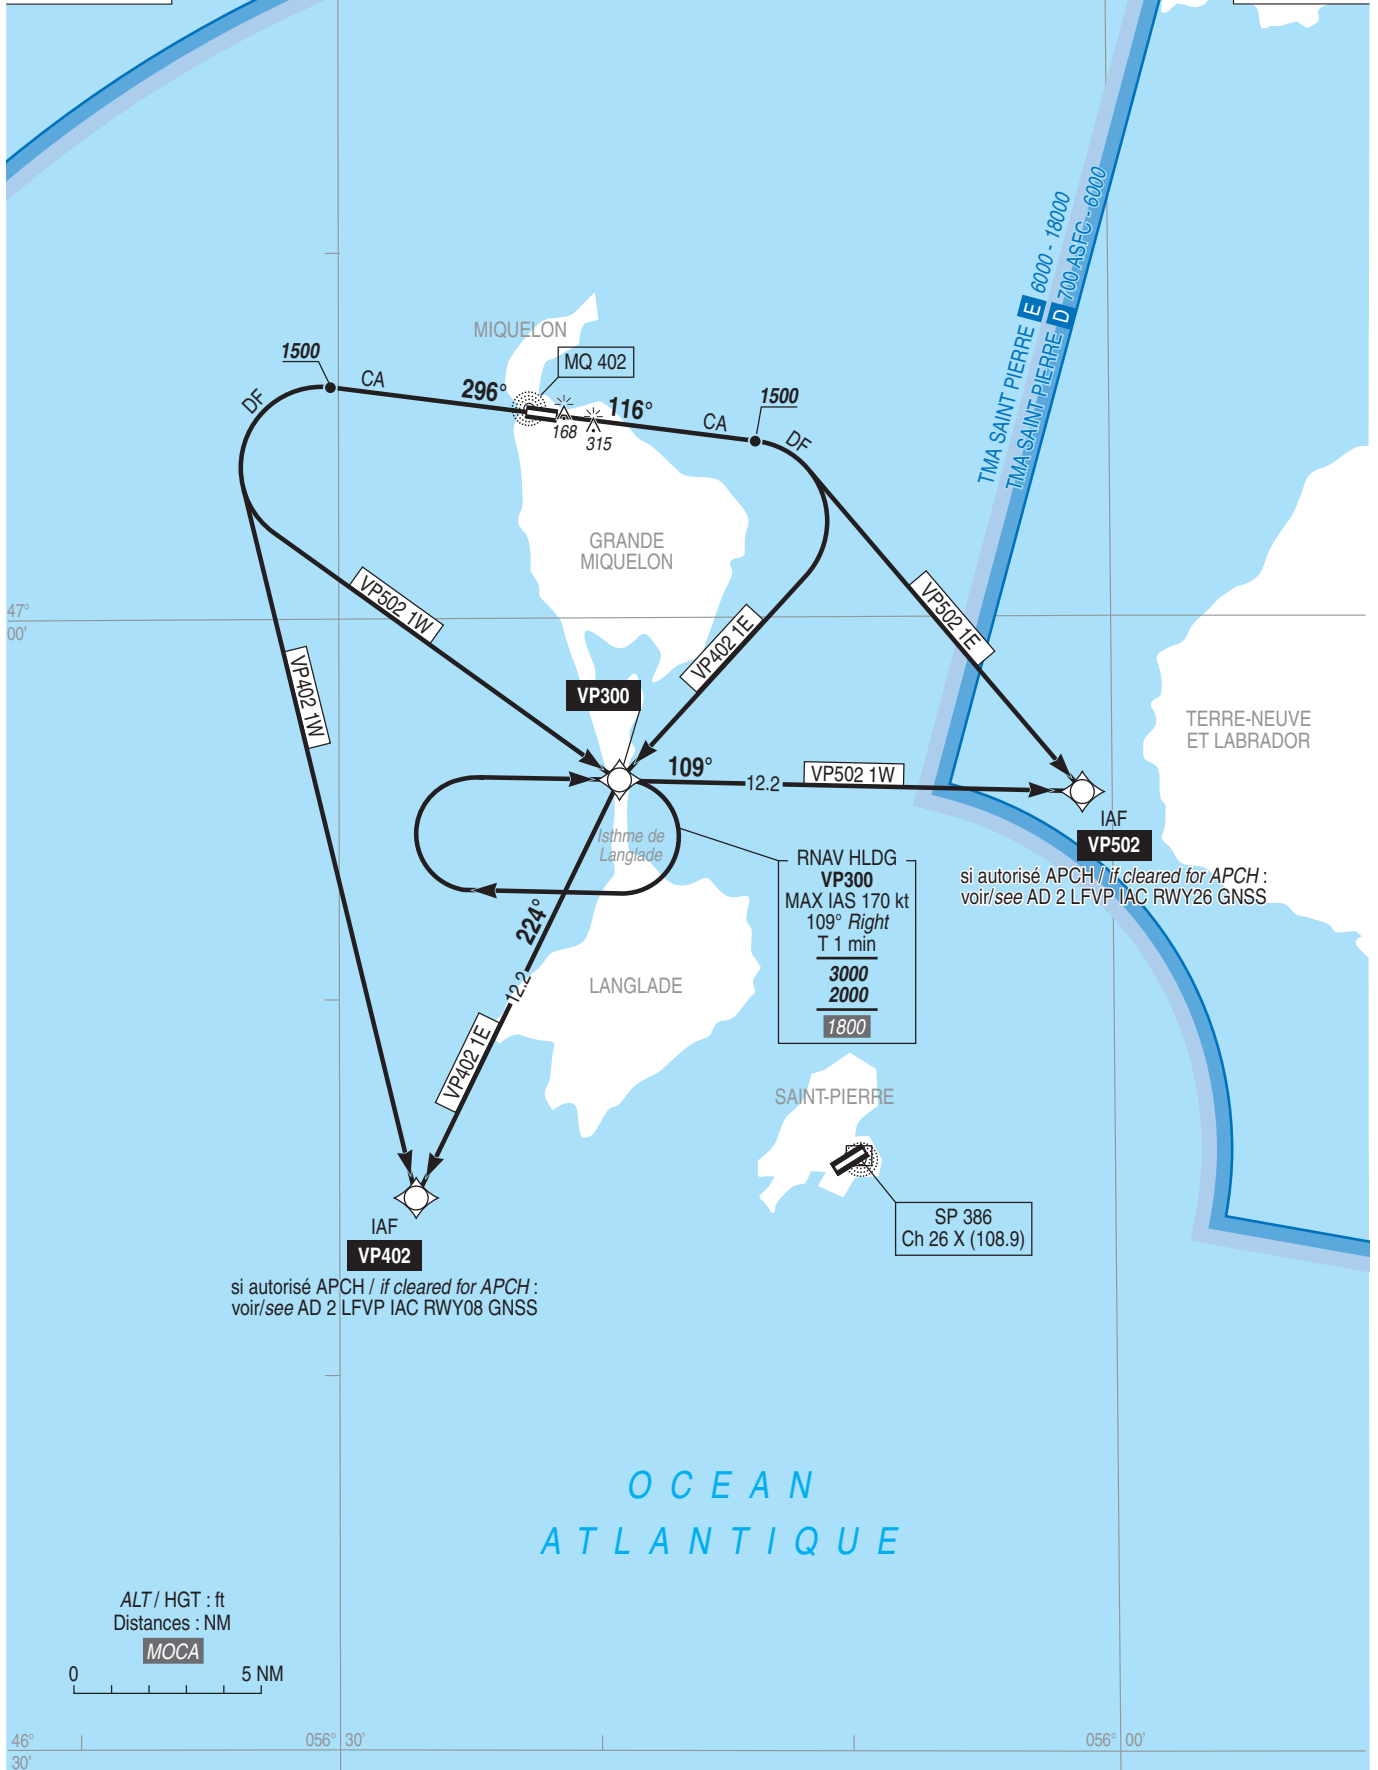 TMA SAINT PIERRE E 6000 - 18000
TMA SAINT PIERRE D 700 ASFC - 6000
MIQUELON
MQ 402
1500
DF
CA
296°
116°
168
315
CA
1500
DF
GRANDE
MIQUELON
47°
00'
VP502 1W
VP402 1E
VP502 1E
VP402 1W
VP300
TERRE-NEUVE
ET LABRADOR
109°
12.2
VP502 1W
IAF
VP502
si autorisé APCH / if cleared for APCH :
voir/see AD 2 LFVP IAC RWY26 GNSS
Isthme de
Langlade
RNAV HLDG
VP300
MAX IAS 170 kt
109° Right
T 1 min
3000
2000
1800
224°
12.2
VP402 1E
LANGLADE
SAINT-PIERRE
SP 386
Ch 26 X (108.9)
IAF
VP402
si autorisé APCH / if cleared for APCH :
voir/see AD 2 LFVP IAC RWY08 GNSS
OCEAN
ATLANTIQUE
ALT / HGT : ft
Distances : NM
MOCA
0 5 NM
46°
30'
056° 30'
056° 00'